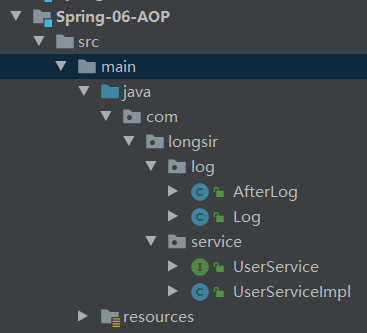 Spring-06-AOP
src
main
java
com
longsir
log
C AfterLog
C Log
service
I UserService
C UserServiceImpl
resources